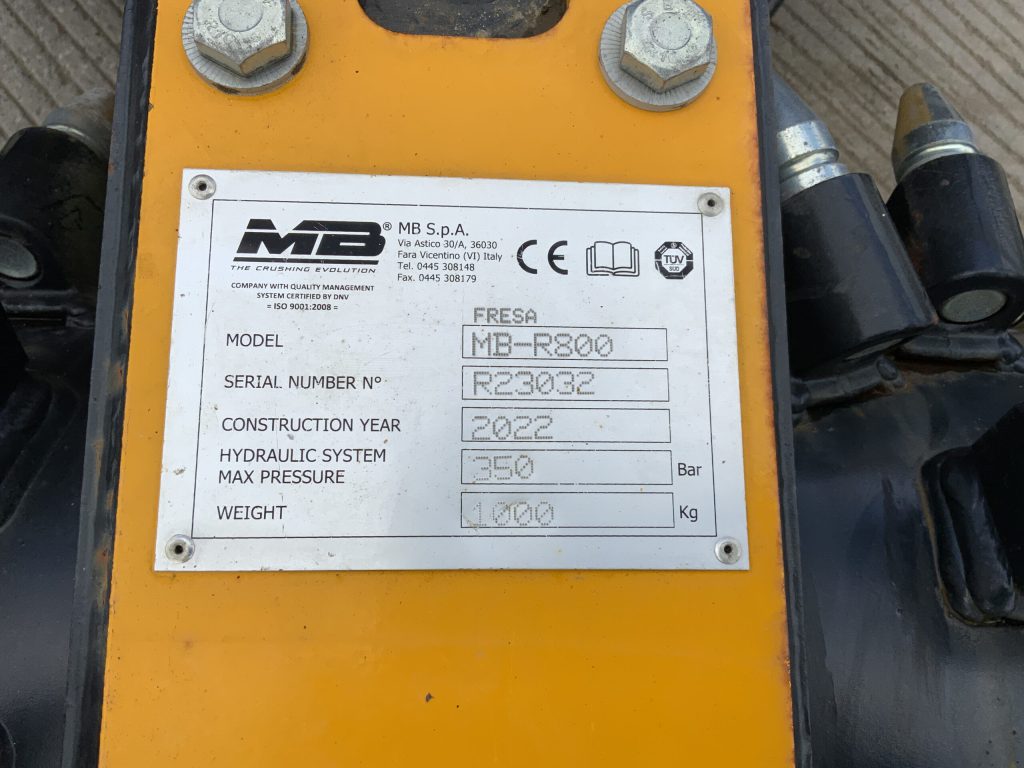 MB® MB S.p.A.
THE CRUSHING EVOLUTION
Via Astico 30/A, 36030
Fara Vicentino (VI) Italy
Tel. 0445 308148
Fax. 0445 308179
CE
TÜV
SÜD
COMPANY WITH QUALITY MANAGEMENT
SYSTEM CERTIFIED BY DNV
= ISO 9001:2008 =
FRESA
MODEL MB-R800
SERIAL NUMBER N° R23032
CONSTRUCTION YEAR 2022
HYDRAULIC SYSTEM
MAX PRESSURE 350 Bar
WEIGHT 1000 Kg